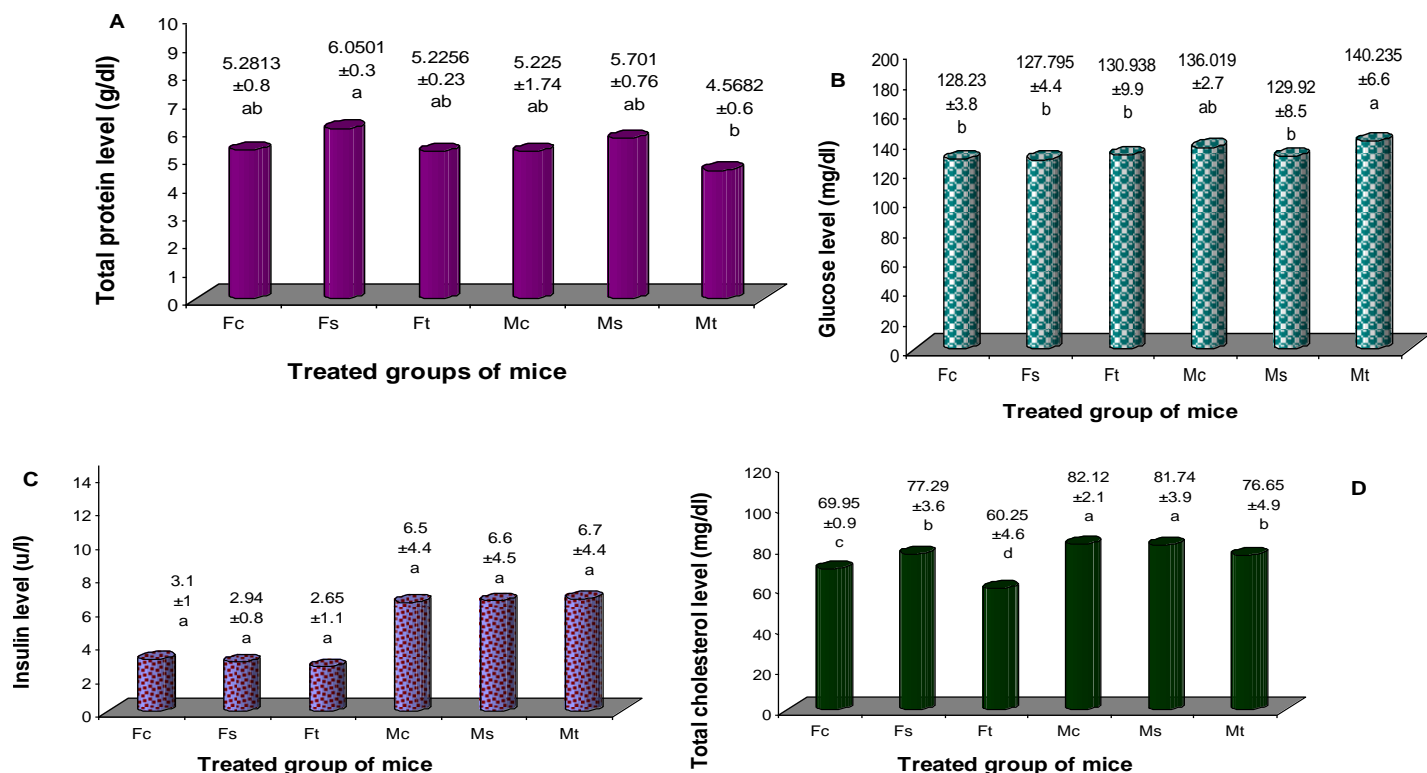 A
Total protein level (g/dl)
10
9
8
7
6
5
4
3
2
1
0
5.2813
±0.8
ab
6.0501
±0.3
a
5.2256
±0.23
ab
5.225
±1.74
ab
5.701
±0.76
ab
4.5682
±0.6
b
Fc Fs Ft Mc Ms Mt
Treated groups of mice
B
Glucose level (mg/dl)
200
180
160
140
120
100
80
60
40
20
0
128.23
±3.8
b
127.795
±4.4
b
130.938
±9.9
b
136.019
±2.7
ab
129.92
±8.5
b
140.235
±6.6
a
Fc Fs Ft Mc Ms Mt
Treated group of mice
C
Insulin level (u/l)
14
12
10
8
6
4
2
0
3.1
±1
a
2.94
±0.8
a
2.65
±1.1
a
6.5
±4.4
a
6.6
±4.5
a
6.7
±4.4
a
Fc Fs Ft Mc Ms Mt
Treated group of mice
D
Total cholesterol level (mg/dl)
120
100
80
60
40
20
0
69.95
±0.9
c
77.29
±3.6
b
60.25
±4.6
d
82.12
±2.1
a
81.74
±3.9
a
76.65
±4.9
b
Fc Fs Ft Mc Ms Mt
Treated group of mice